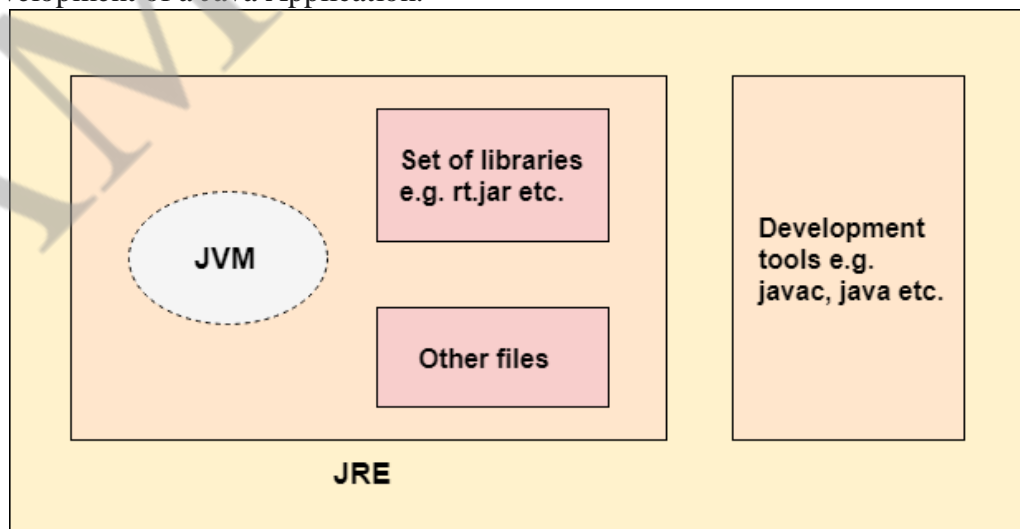 velopment of a Java Application.
Set of libraries
e.g. rt.jar etc.
JVM
Development
tools e.g.
javac, java etc.
Other files
JRE